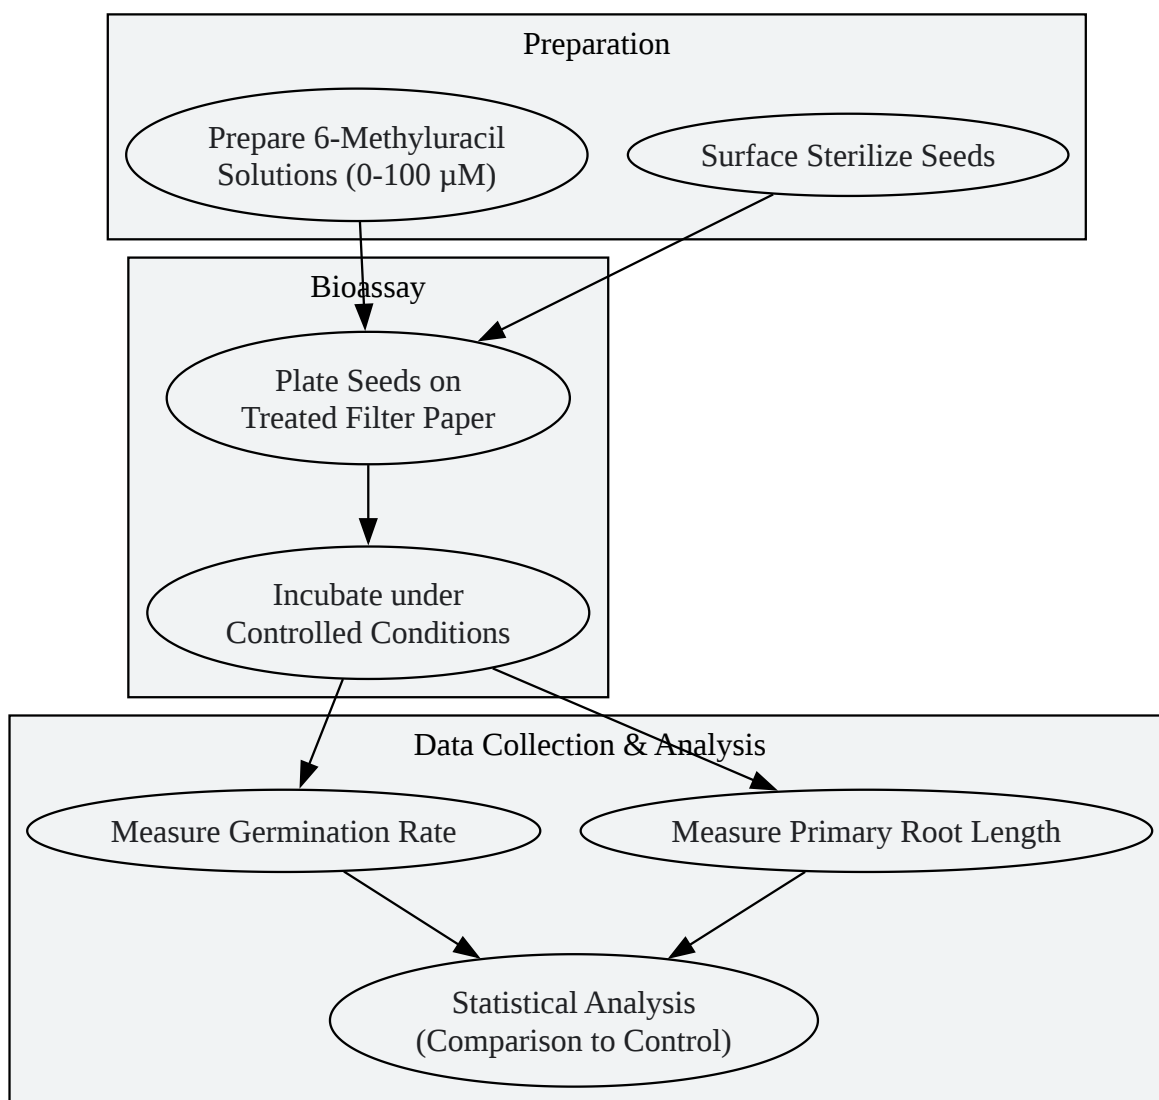 Preparation
Prepare 6-Methyluracil
Solutions (0-100 µM)
Surface Sterilize Seeds
Bioassay
Plate Seeds on
Treated Filter Paper
Incubate under
Controlled Conditions
Data Collection & Analysis
Measure Germination Rate
Measure Primary Root Length
Statistical Analysis
(Comparison to Control)